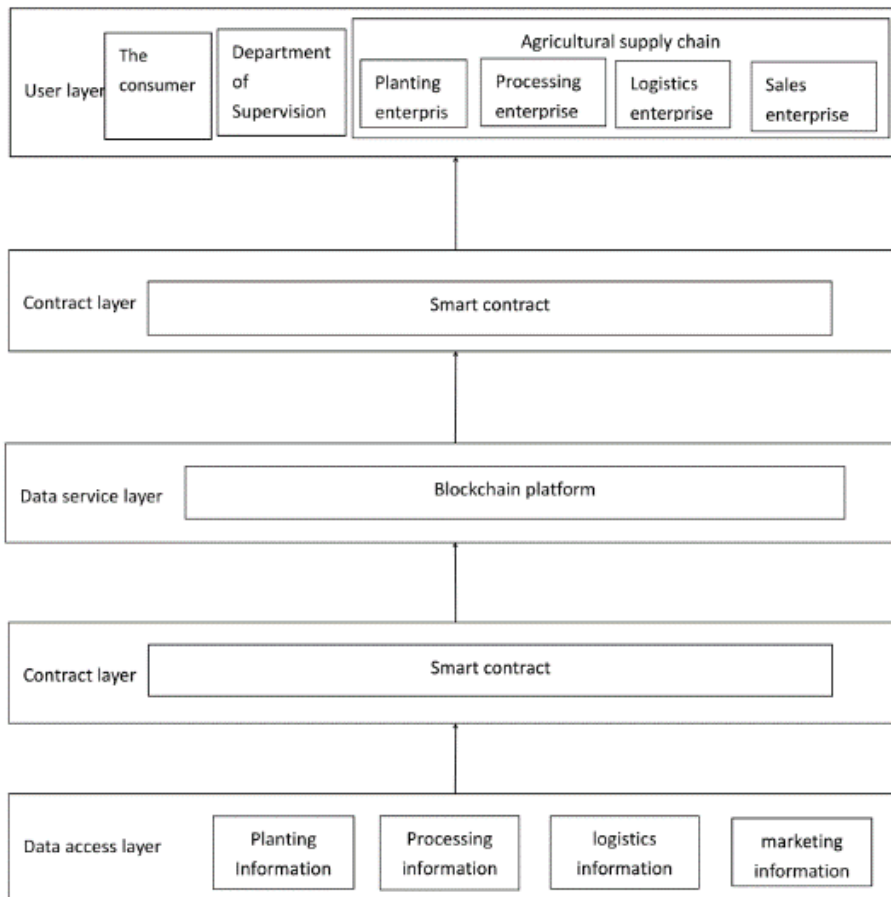 User layer
The
consumer
Department
of
Supervision
Agricultural supply chain
Planting
enterpris
Processing
enterprise
Logistics
enterprise
Sales
enterprise
Contract layer
Smart contract
Data service layer
Blockchain platform
Contract layer
Smart contract
Data access layer
Planting
Information
Processing
information
logistics
information
marketing
information